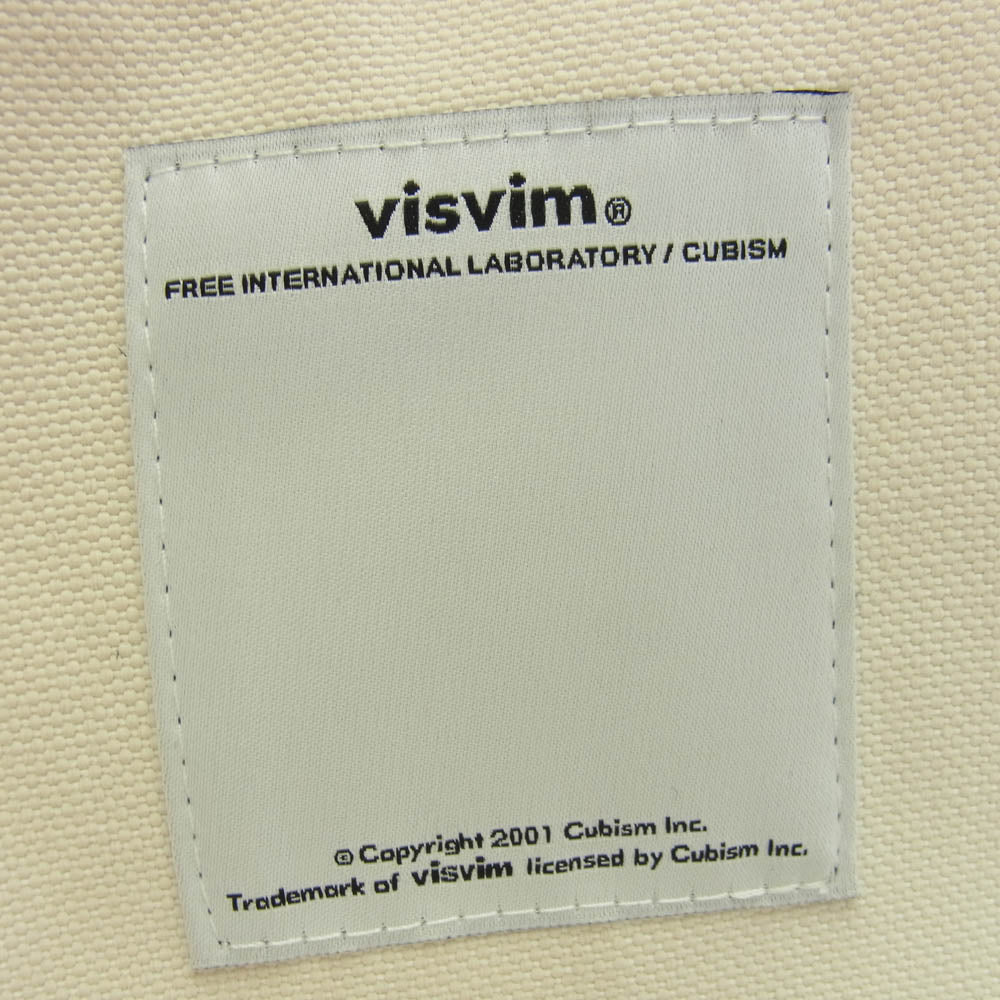 visvim®
FREE INTERNATIONAL LABORATORY / CUBISM
© Copyright 2001 Cubism Inc.
Trademark of visvim licensed by Cubism Inc.